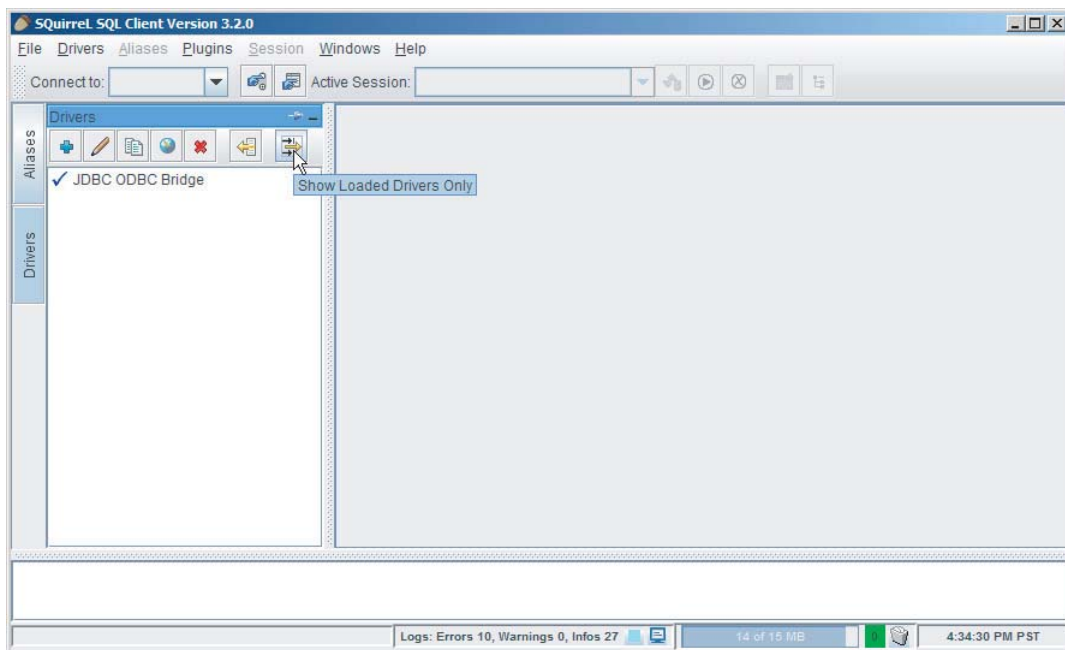 SQuirreL SQL Client Version 3.2.0
File Drivers Aliases Plugins Session Windows Help
Connect to: Active Session:
Drivers
Aliases
JDBC ODBC Bridge
Show Loaded Drivers Only
Drivers
Logs: Errors 10, Warnings 0, Infos 27 14 of 15 MB 0 4:34:30 PM PST